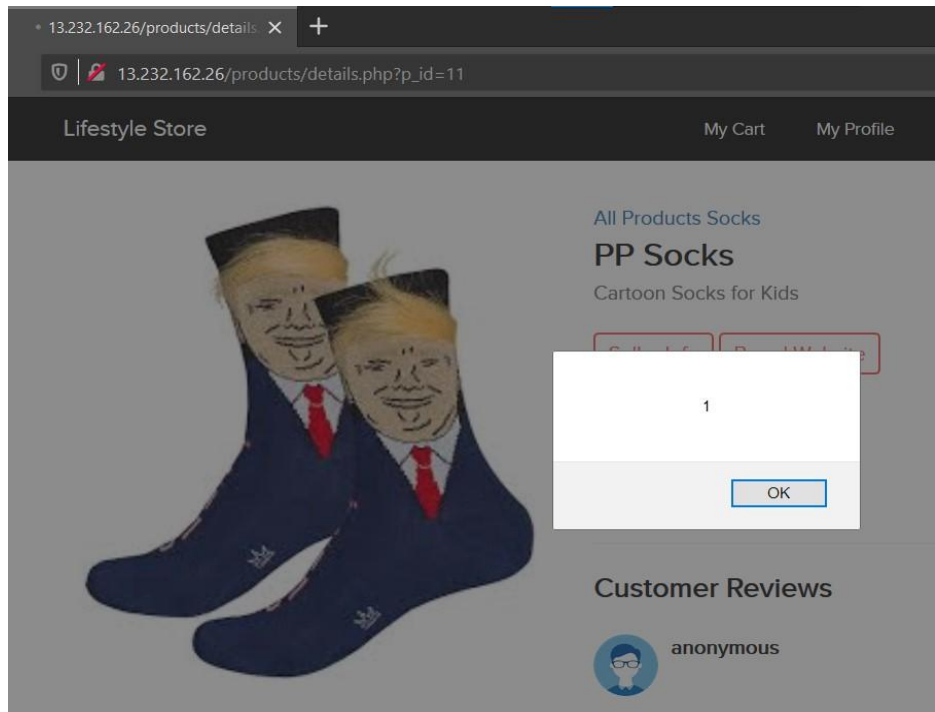 13.232.162.26/products/details
13.232.162.26/products/details.php?p_id=11
Lifestyle Store My Cart My Profile
All Products Socks
PP Socks
Cartoon Socks for Kids
1
OK
Customer Reviews
anonymous